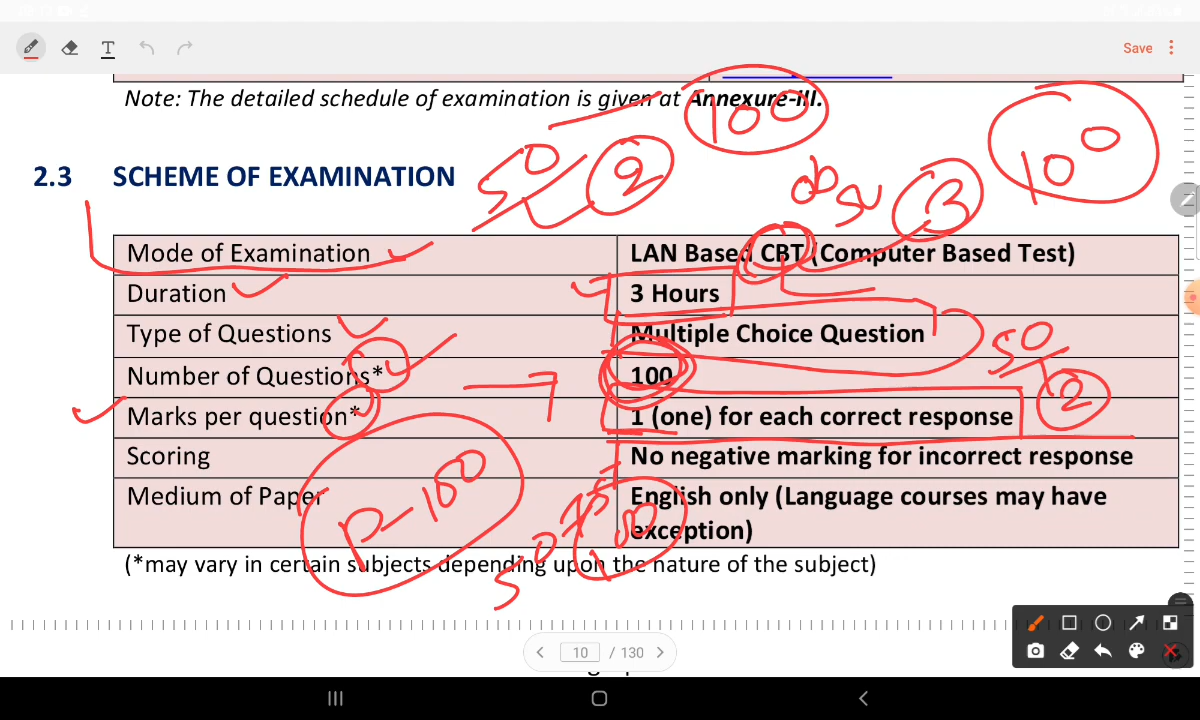 Save
Note: The detailed schedule of examination is given at Annexure-III.
100
100
50
2
ob
su
3
2.3 SCHEME OF EXAMINATION
Mode of Examination LAN Based CBT (Computer Based Test)
Duration 3 Hours
Type of Questions Multiple Choice Question
50
Number of Questions* 100
2
Marks per question* 1 (one) for each correct response
Scoring No negative marking for incorrect response
P-100
Medium of Paper English only (Language courses may have
exception)
50 75 100
(*may vary in certain subjects depending upon the nature of the subject)
10 / 130